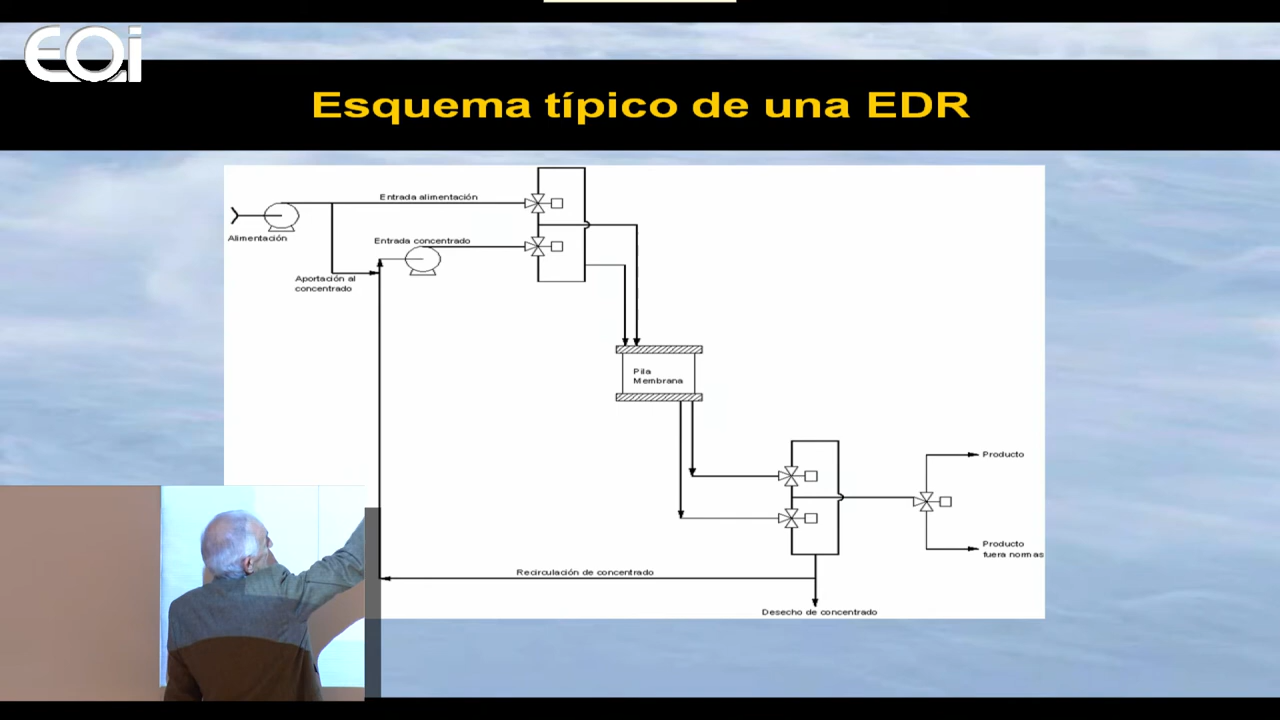 EOi
Esquema típico de una EDR
Entrada alimentación
Alimentación
Entrada concentrado
Aportación al
concentrado
Pila
Membrana
Producto
Producto
fuera normas
Recirculación de concentrado
Desecho de concentrado